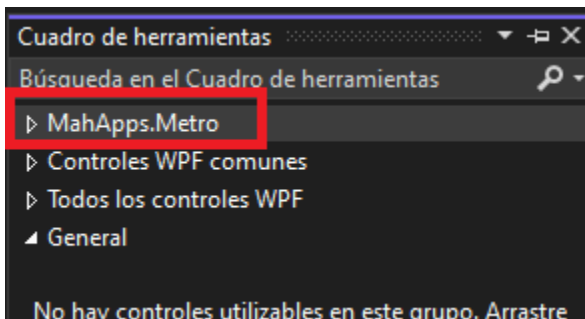 Cuadro de herramientas
Búsqueda en el Cuadro de herramientas
MahApps.Metro
Controles WPF comunes
Todos los controles WPF
General
No hay controles utilizables en este grupo. Arrastre